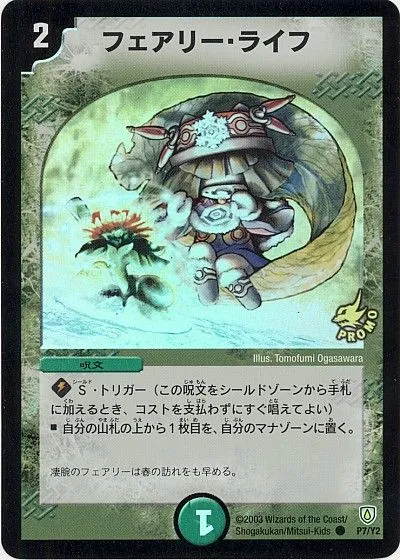 2
フェアリー・ライフ
PROMO
Illus. Tomofumi Ogasawara
呪文
S・トリガー（この呪文をシールドゾーンから手札
に加えるとき、コストを支払わずにすぐ唱えてよい）
■ 自分の山札の上から１枚目を、自分のマナゾーンに置く。
凄腕のフェアリーは春の訪れをも早める。
1
©2003 Wizards of the Coast/
Shogakukan/Mitsui-Kids ● P7/Y2